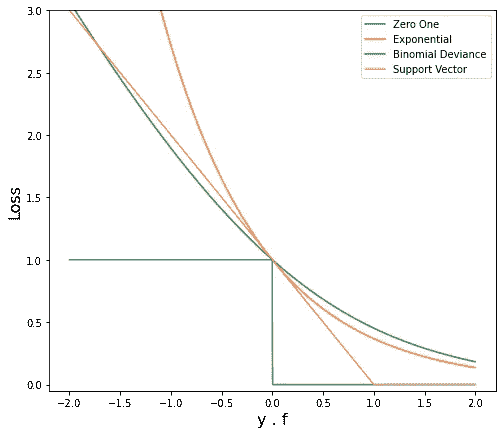 Zero One
Exponential
Binomial Deviance
Support Vector
3.0
2.5
2.0
1.5
1.0
0.5
0.0
Loss
−2.0 −1.5 −1.0 −0.5 0.0 0.5 1.0 1.5 2.0
y . f